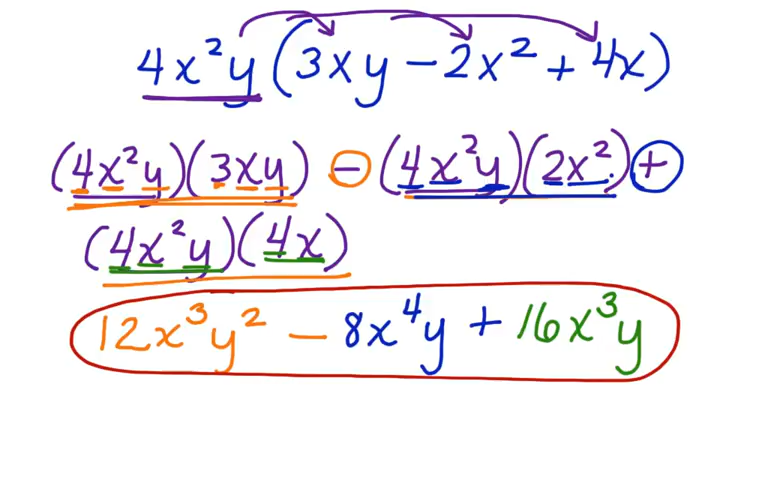 4x²y(3xy - 2x² + 4x)
(4x²y)(3xy) - (4x²y)(2x²) +
(4x²y)(4x)
12x³y² - 8x⁴y + 16x³y